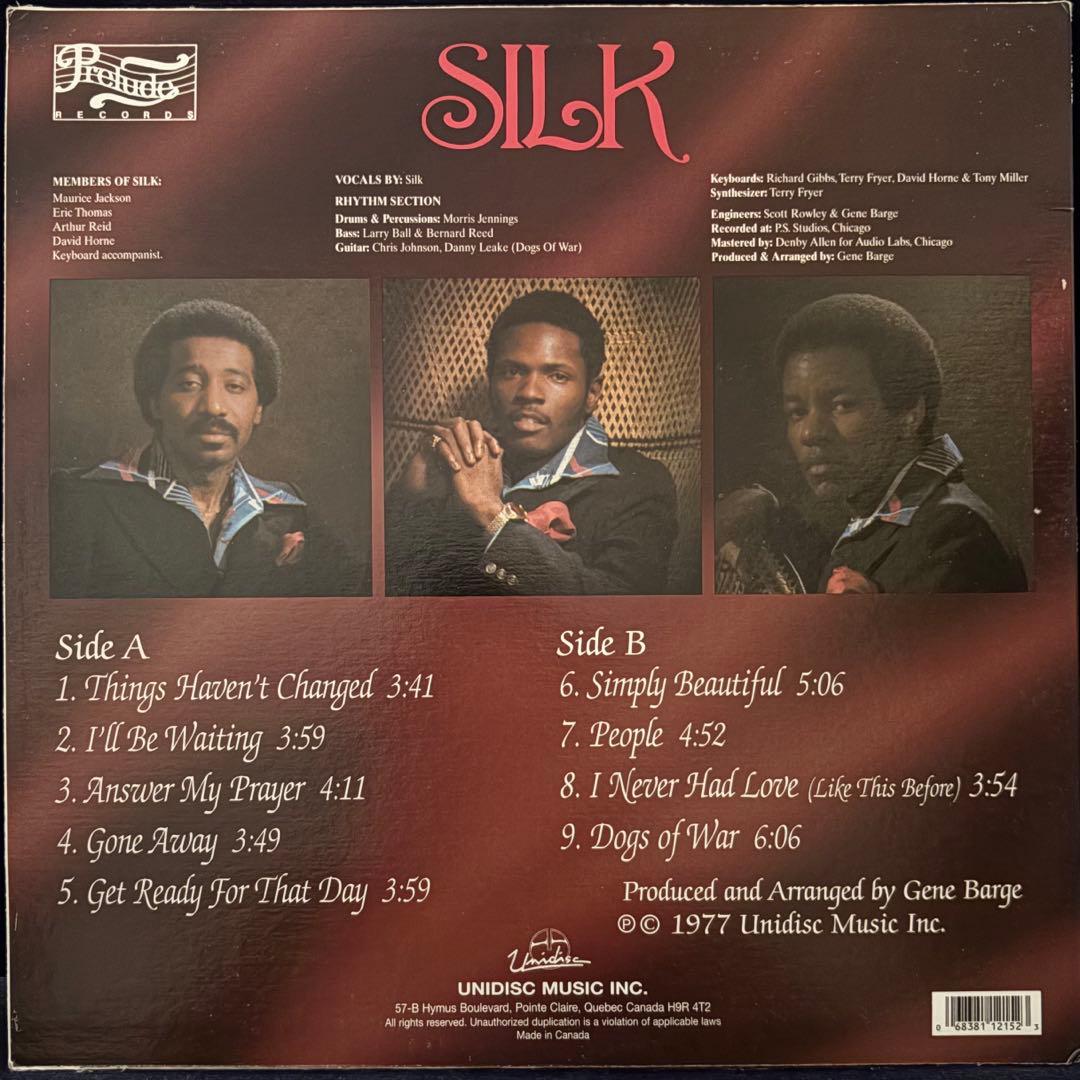 Prelude
RECORDS
SILK
MEMBERS OF SILK:
Maurice Jackson
Eric Thomas
Arthur Reid
David Horne
Keyboard accompanist.
VOCALS BY: Silk
RHYTHM SECTION
Drums & Percussions: Morris Jennings
Bass: Larry Ball & Bernard Reed
Guitar: Chris Johnson, Danny Leake (Dogs Of War)
Keyboards: Richard Gibbs, Terry Fryer, David Horne & Tony Miller
Synthesizer: Terry Fryer
Engineers: Scott Rowley & Gene Barge
Recorded at: P.S. Studios, Chicago
Mastered by: Denby Allen for Audio Labs, Chicago
Produced & Arranged by: Gene Barge
Side A
1. Things Haven't Changed 3:41
2. I'll Be Waiting 3:59
3. Answer My Prayer 4:11
4. Gone Away 3:49
5. Get Ready For That Day 3:59
Side B
6. Simply Beautiful 5:06
7. People 4:52
8. I Never Had Love (Like This Before) 3:54
9. Dogs of War 6:06
Produced and Arranged by Gene Barge
℗© 1977 Unidisc Music Inc.
Unidisc
UNIDISC MUSIC INC.
57-B Hymus Boulevard, Pointe Claire, Quebec Canada H9R 4T2
All rights reserved. Unauthorized duplication is a violation of applicable laws
Made in Canada
0 68381 12152 3